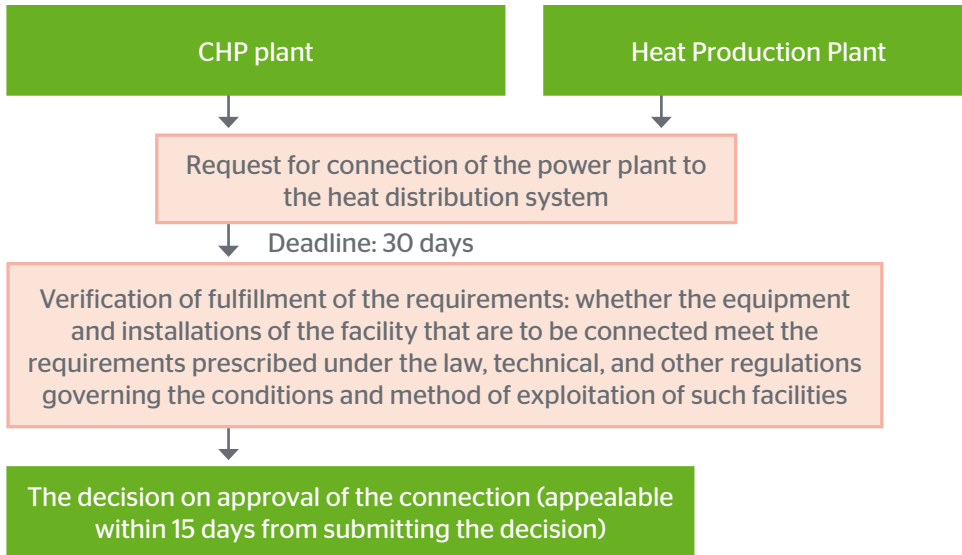 CHP plant
Heat Production Plant
Request for connection of the power plant to
the heat distribution system
Deadline: 30 days
Verification of fulfillment of the requirements: whether the equipment
and installations of the facility that are to be connected meet the
requirements prescribed under the law, technical, and other regulations
governing the conditions and method of exploitation of such facilities
The decision on approval of the connection (appealable
within 15 days from submitting the decision)